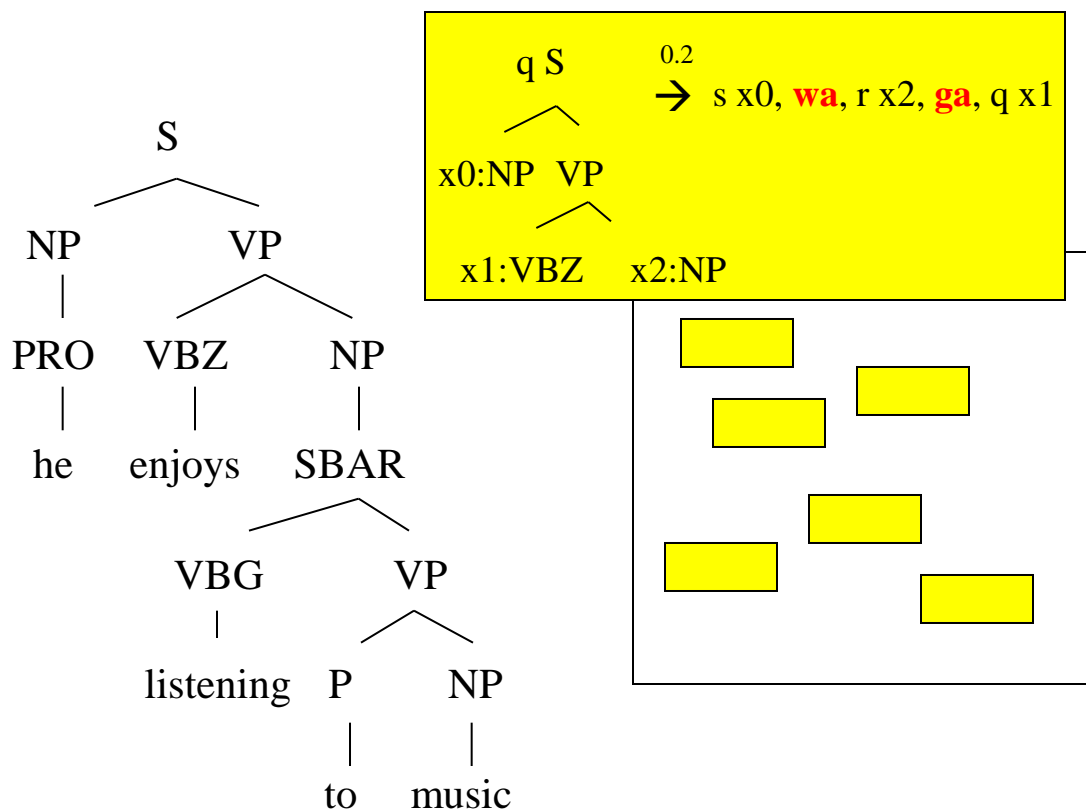 S
NP VP
PRO VBZ NP
he enjoys SBAR
VBG VP
listening P NP
to music
q S
0.2
→ s x0, wa, r x2, ga, q x1
x0:NP VP
x1:VBZ x2:NP